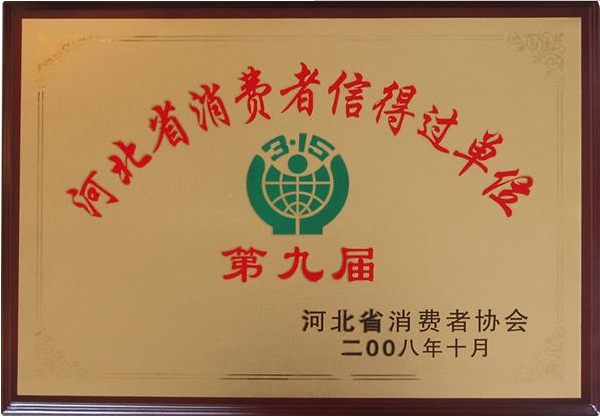 河北省消费者信得过单位
3·15
第九届
河北省消费者协会
二00八年十月